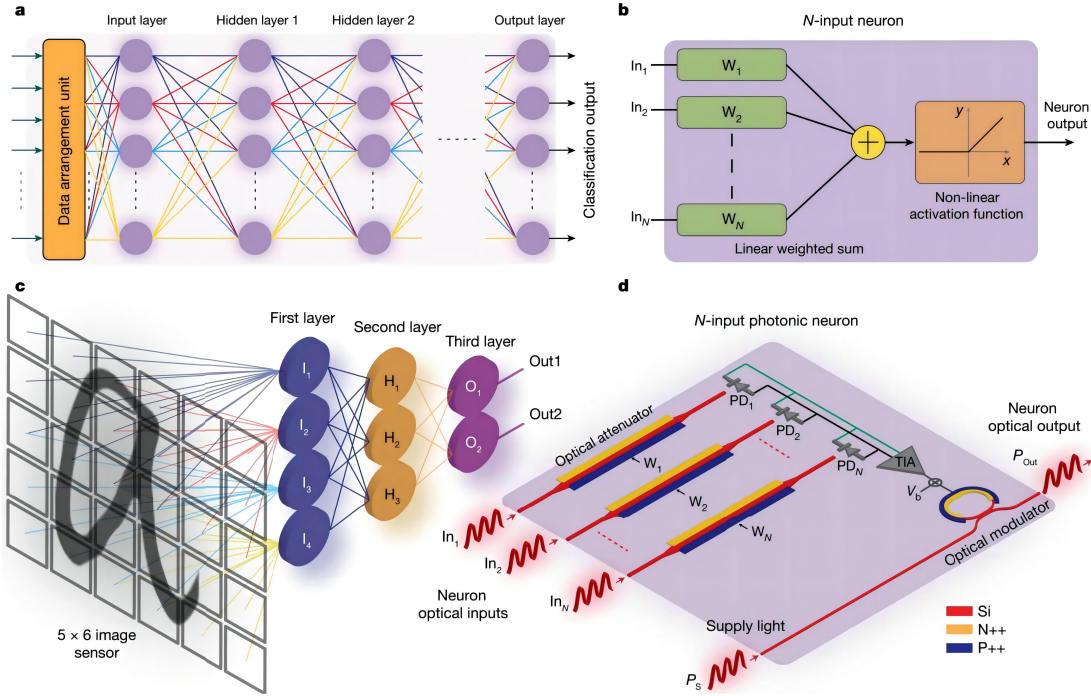 a
Input layer
Hidden layer 1
Hidden layer 2
Output layer
Data arrangement unit
Classification output
b
N-input neuron
In1
W1
In2
W2
InN
WN
+
y
x
Neuron
output
Linear weighted sum
Non-linear
activation function
c
First layer
Second layer
Third layer
I1
I2
I3
I4
H1
H2
H3
O1
O2
Out1
Out2
5 × 6 image
sensor
d
N-input photonic neuron
Optical attenuator
W1
W2
WN
PD1
PD2
PDN
TIA
Vb
Neuron
optical output
POut
Optical modulator
In1
In2
InN
Neuron
optical inputs
Supply light
PS
Si
N++
P++